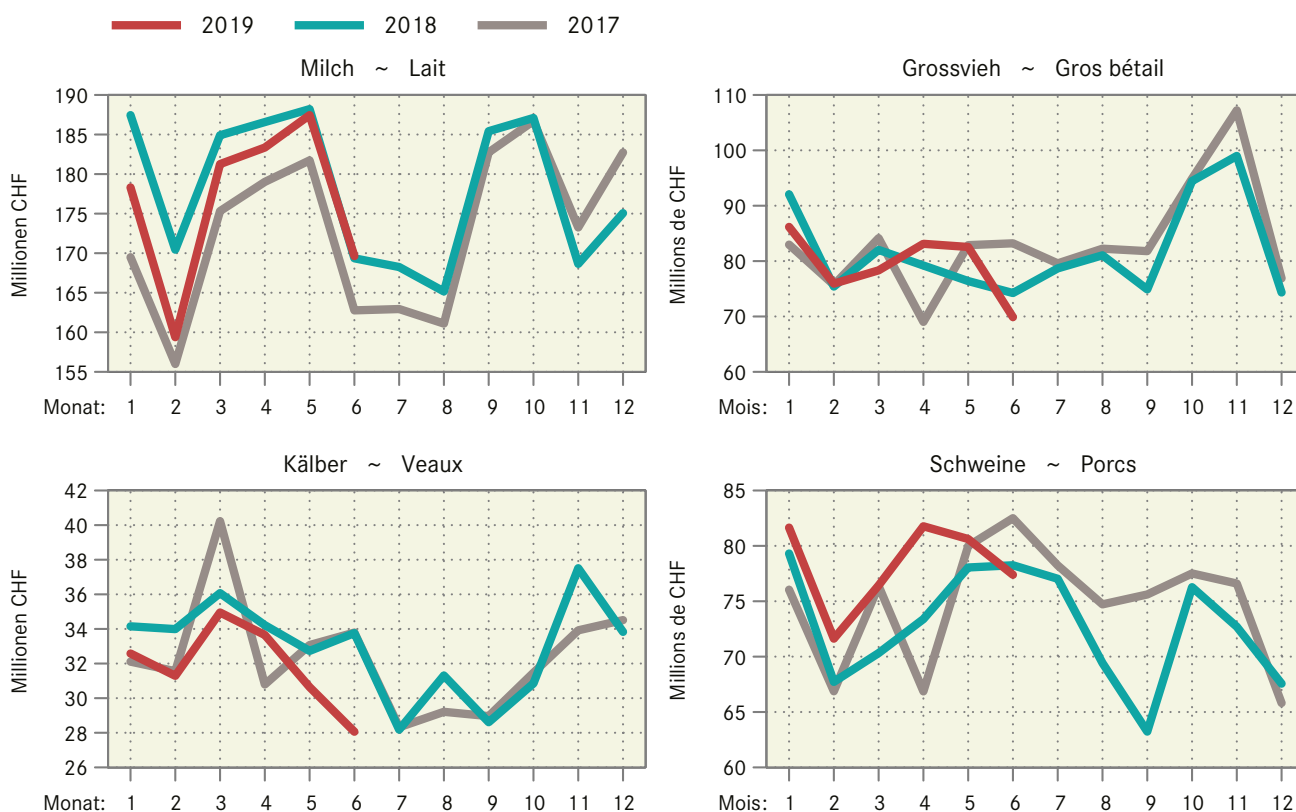 2019 2018 2017
Milch ~ Lait
Millionen CHF
190
185
180
175
170
165
160
155
Monat: 1 2 3 4 5 6 7 8 9 10 11 12
Grossvieh ~ Gros bétail
Millions de CHF
110
100
90
80
70
60
Mois: 1 2 3 4 5 6 7 8 9 10 11 12
Kälber ~ Veaux
Millionen CHF
42
40
38
36
34
32
30
28
26
Monat: 1 2 3 4 5 6 7 8 9 10 11 12
Schweine ~ Porcs
Millions de CHF
85
80
75
70
65
60
Mois: 1 2 3 4 5 6 7 8 9 10 11 12